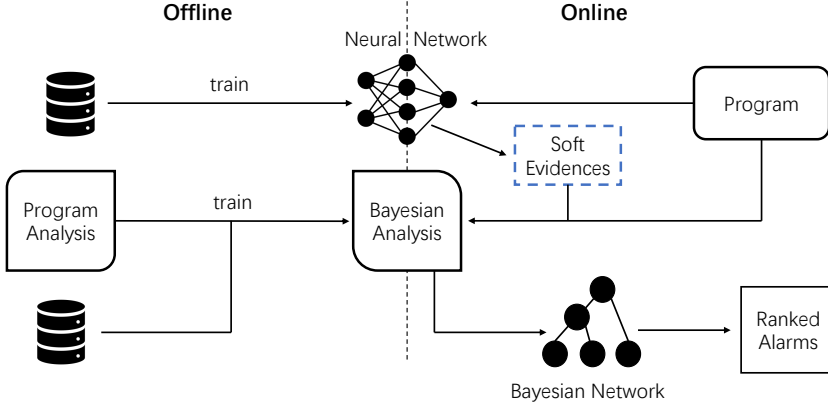 Offline
Online
Neural Network
train
Program
Soft
Evidences
Program
Analysis
train
Bayesian
Analysis
Ranked
Alarms
Bayesian Network